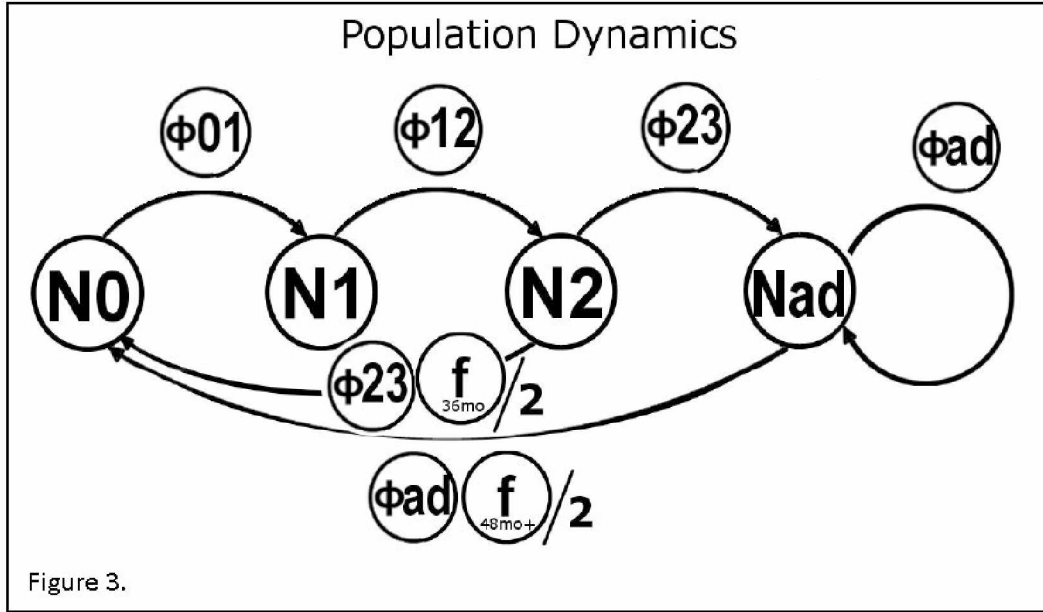 Population Dynamics
Φ01 Φ12 Φ23 Φad
N0 N1 N2 Nad
Φ23 f 36mo /2
Φad f 48mo+ /2
Figure 3.